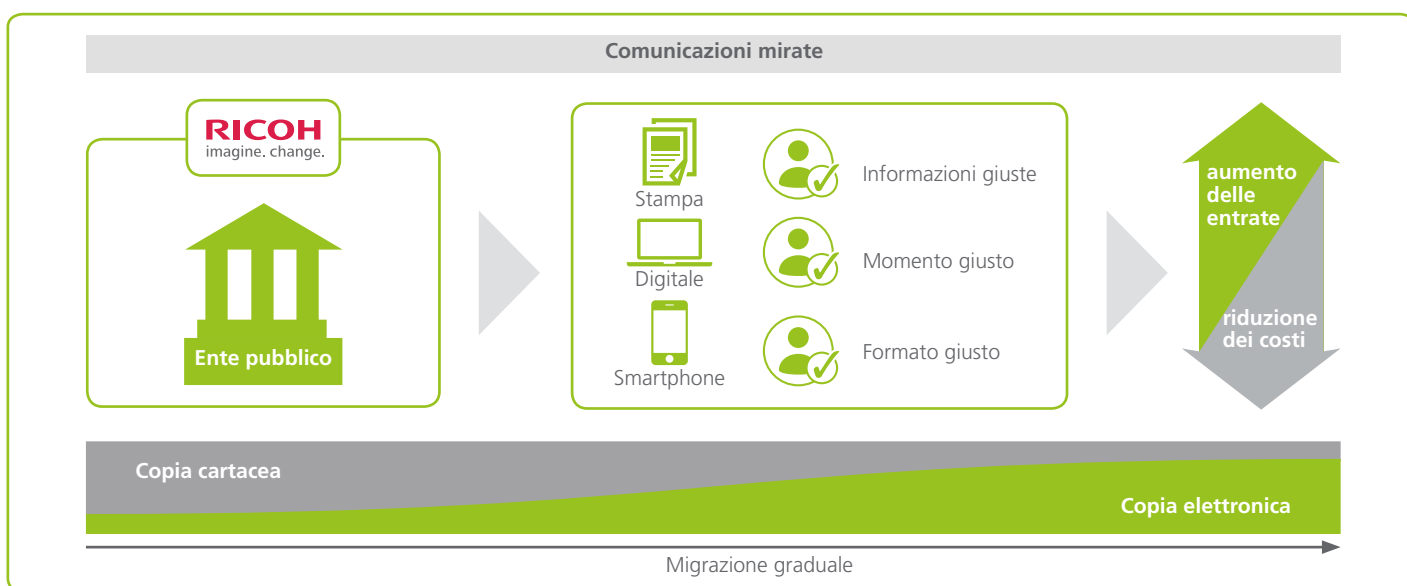 Comunicazioni mirate
RICOH
imagine. change.
Ente pubblico
Stampa
Informazioni giuste
Digitale
Momento giusto
Smartphone
Formato giusto
aumento
delle
entrate
riduzione
dei costi
Copia cartacea
Copia elettronica
Migrazione graduale